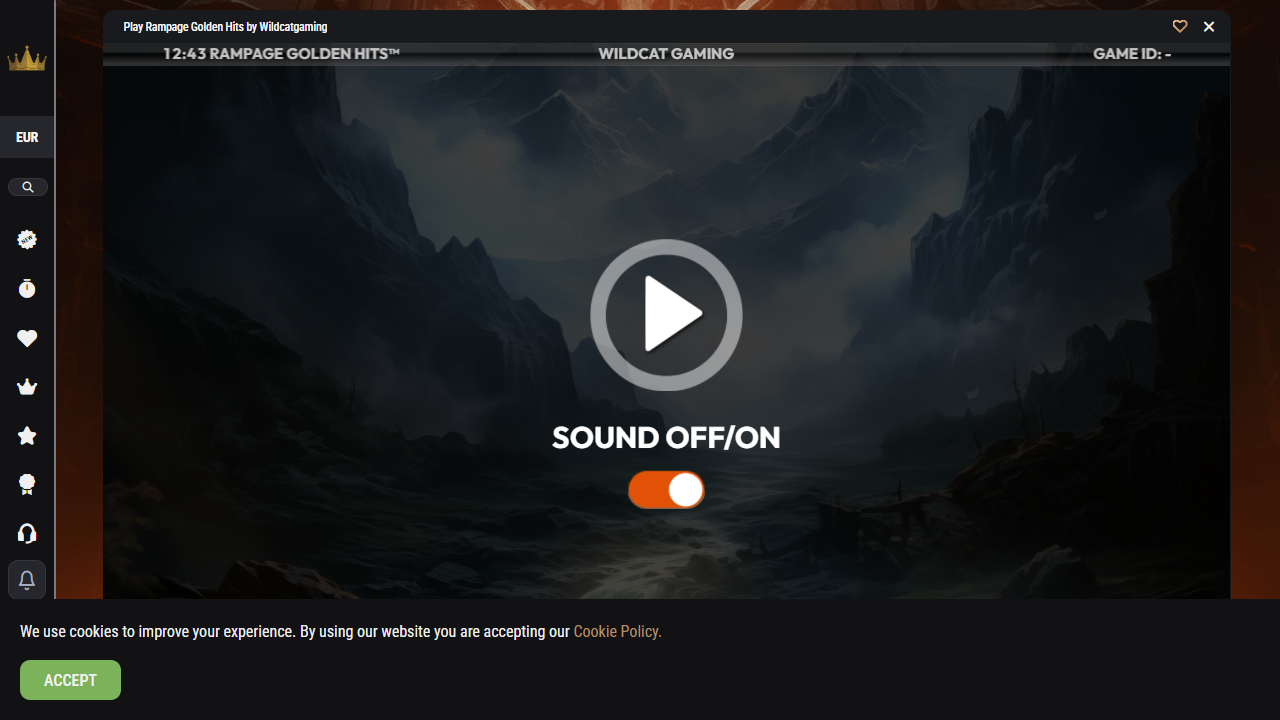 Play Rampage Golden Hits by Wildcatgaming
12:43 RAMPAGE GOLDEN HITS™
WILDCAT GAMING
GAME ID: -
EUR
NEW
SOUND OFF/ON
We use cookies to improve your experience. By using our website you are accepting our Cookie Policy.
ACCEPT